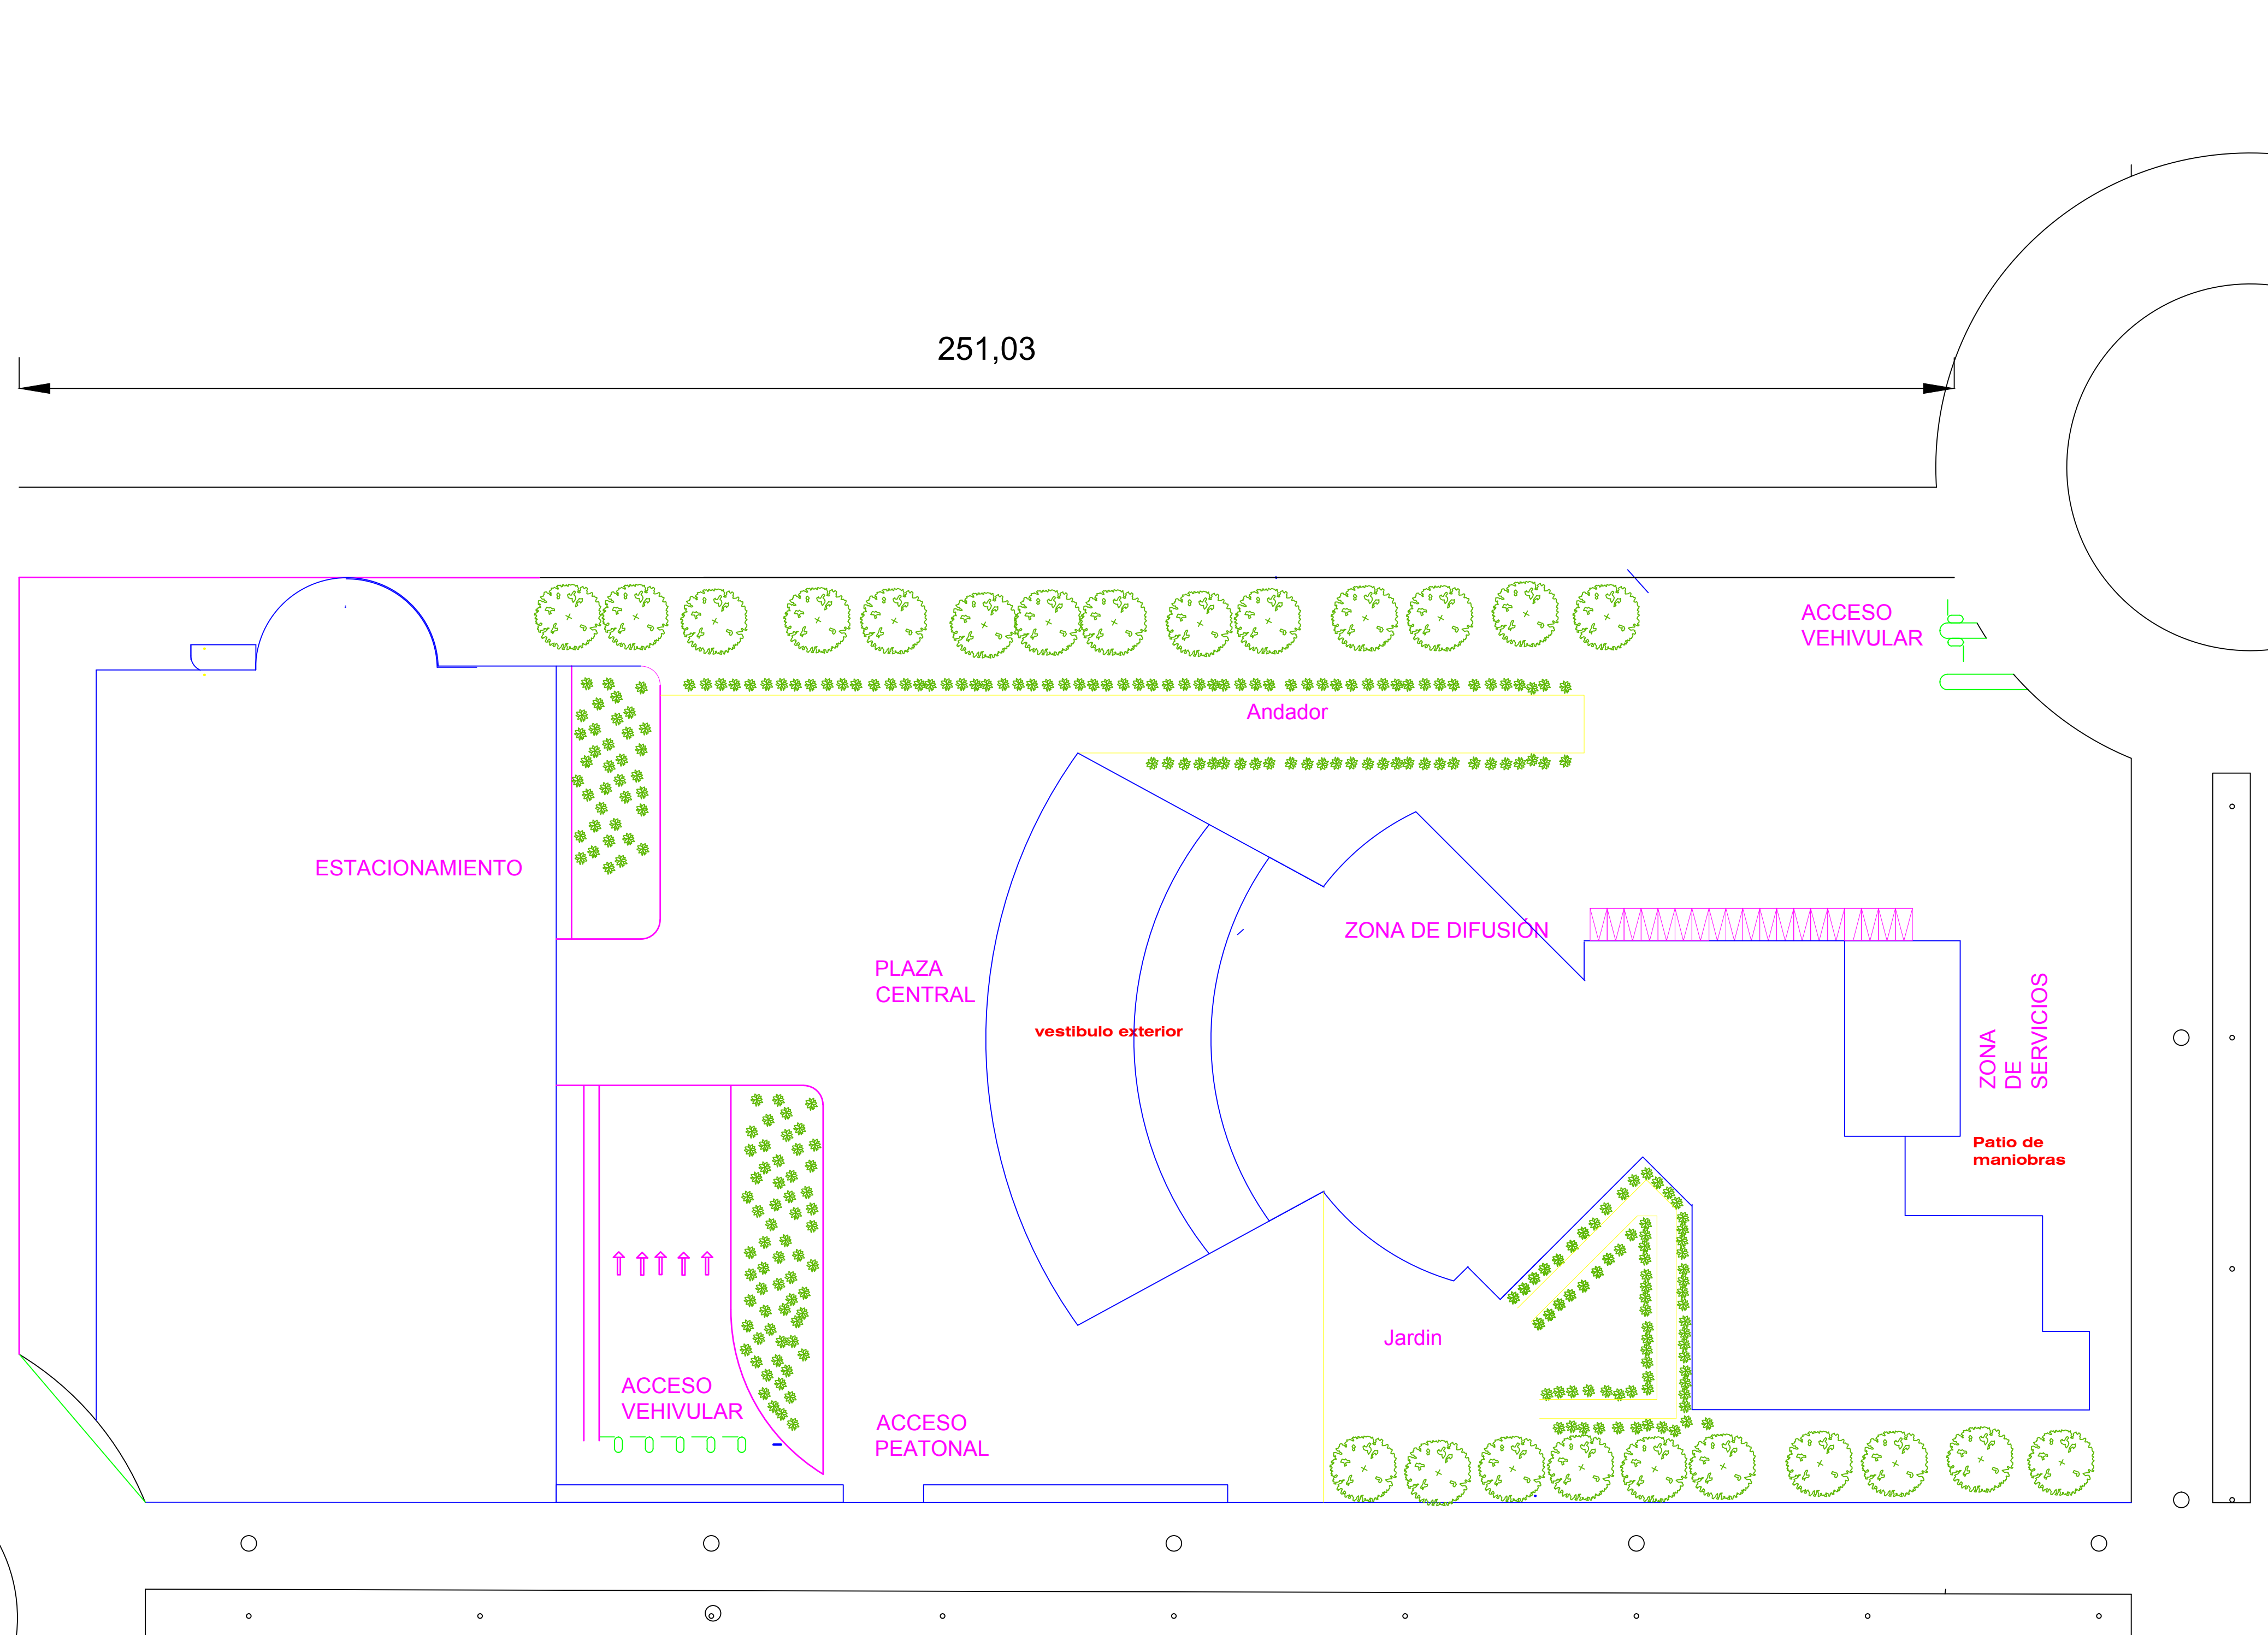 251,03
ACCESO
VEHIVULAR
Andador
ESTACIONAMIENTO
ZONA DE DIFUSIÓN
PLAZA
CENTRAL
vestibulo exterior
ZONA
DE
SERVICIOS
Patio de
maniobras
Jardin
ACCESO
VEHIVULAR
ACCESO
PEATONAL